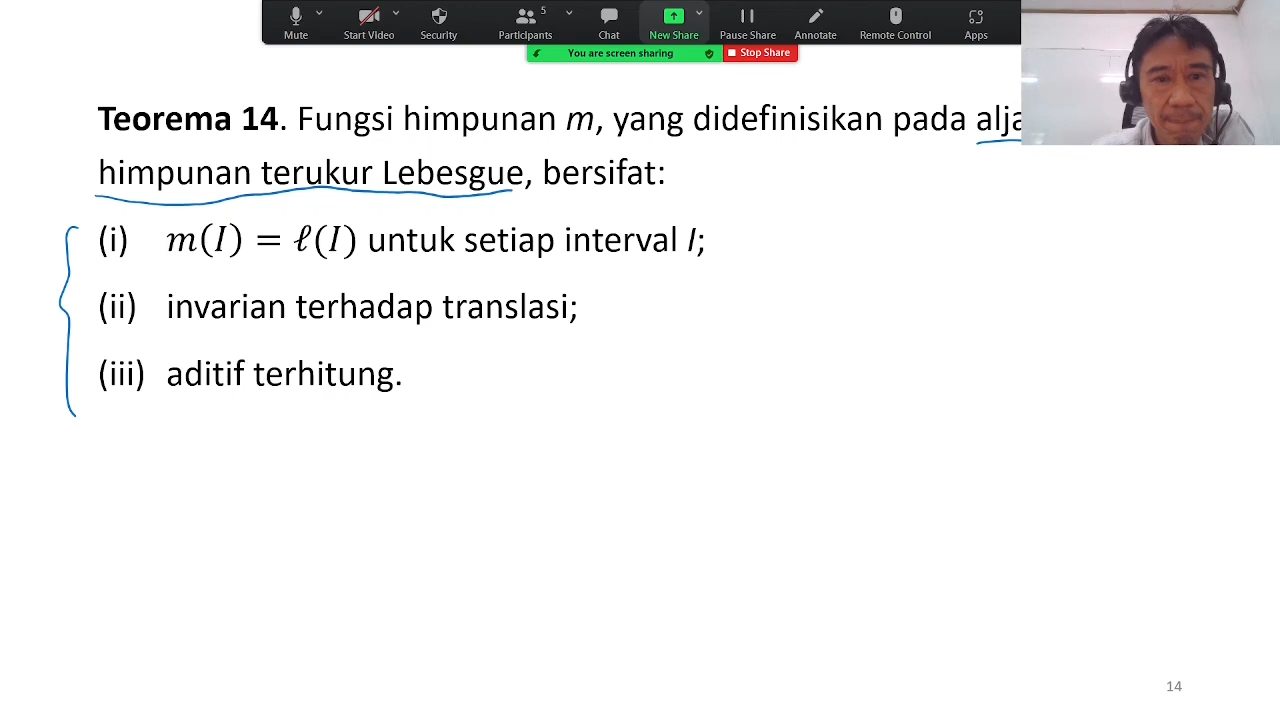 Mute
Start Video
Security
Participants
5
Chat
New Share
Pause Share
Annotate
Remote Control
Apps
You are screen sharing
Stop Share
Teorema 14. Fungsi himpunan m, yang didefinisikan pada
himpunan terukur Lebesgue, bersifat:
(i) m(I) = ℓ(I) untuk setiap interval I;
(ii) invarian terhadap translasi;
(iii) aditif terhitung.
14